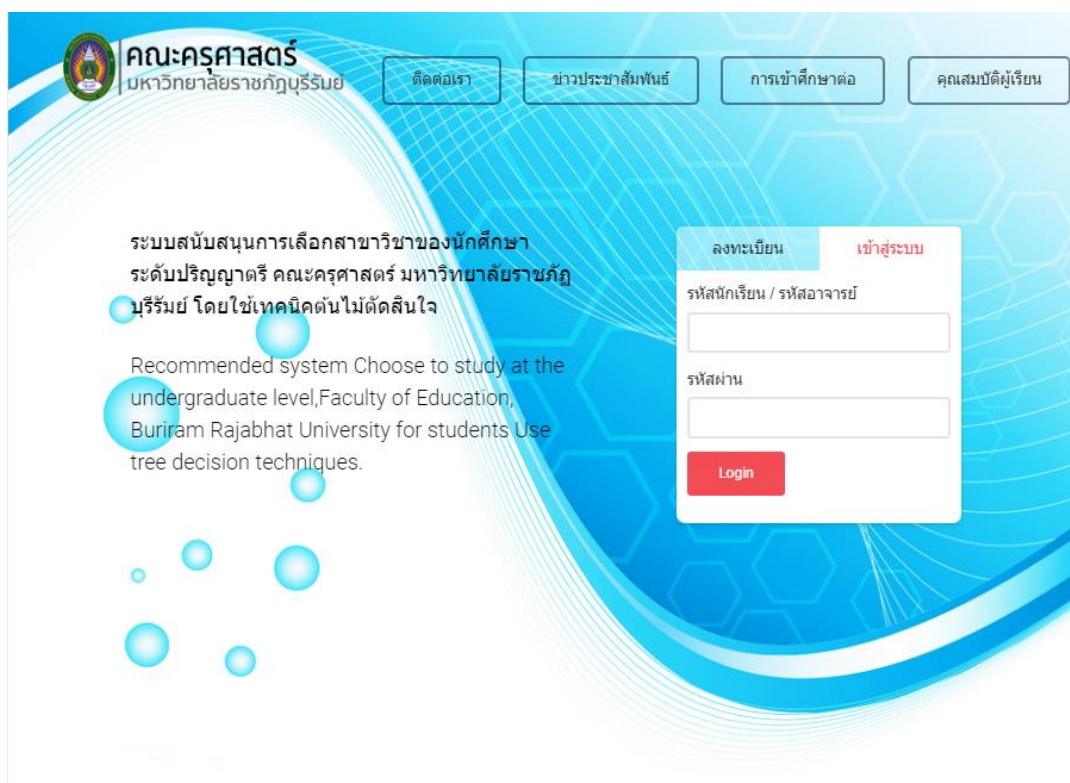 คณะครุศาสตร์
มหาวิทยาลัยราชภัฏบุรีรัมย์
ติดต่อเรา
ข่าวประชาสัมพันธ์
การเข้าศึกษาต่อ
คุณสมบัติผู้เรียน
ระบบสนับสนุนการเลือกสาขาวิชาของนักศึกษา
ระดับปริญญาตรี คณะครุศาสตร์ มหาวิทยาลัยราชภัฏ
บุรีรัมย์ โดยใช้เทคนิคต้นไม้ตัดสินใจ
Recommended system Choose to study at the
undergraduate level,Faculty of Education,
Buriram Rajabhat University for students Use
tree decision techniques.
ลงทะเบียน
เข้าสู่ระบบ
รหัสนักเรียน / รหัสอาจารย์
รหัสผ่าน
Login